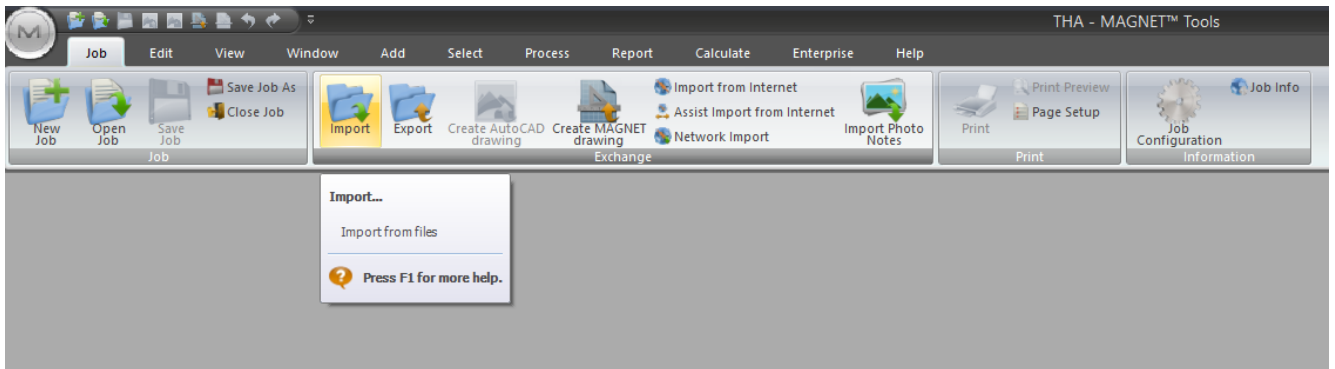 THA - MAGNET™ Tools
Job Edit View Window Add Select Process Report Calculate Enterprise Help
New Job
Open Job
Save Job
Save Job As
Close Job
Job
Import
Export
Create AutoCAD drawing
Create MAGNET drawing
Import from Internet
Assist Import from Internet
Network Import
Import Photo Notes
Exchange
Print
Print Preview
Page Setup
Print
Job Configuration
Job Info
Information
Import...
Import from files
Press F1 for more help.